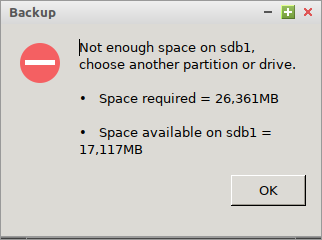 Backup
Not enough space on sdb1,
choose another partition or drive.
• Space required = 26,361MB
• Space available on sdb1 =
17,117MB
OK